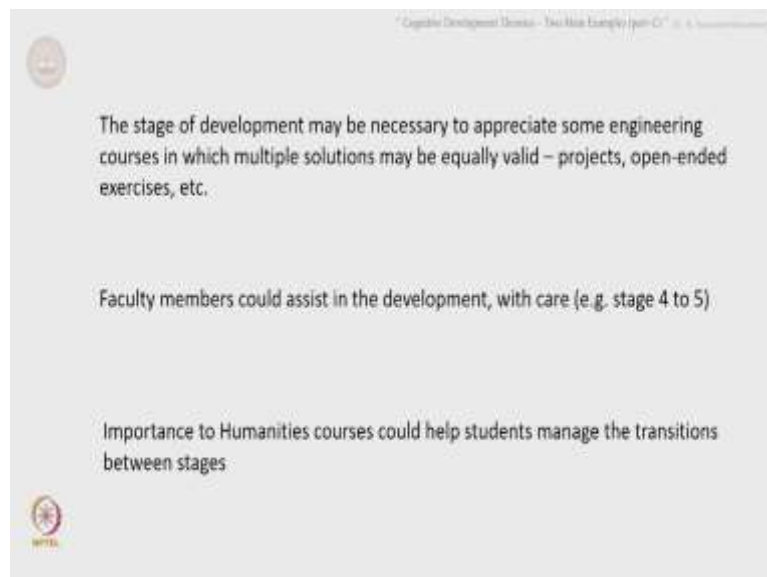 The stage of development may be necessary to appreciate some engineering
courses in which multiple solutions may be equally valid – projects, open-ended
exercises, etc.
Faculty members could assist in the development, with care (e.g. stage 4 to 5)
Importance to Humanities courses could help students manage the transitions
between stages
NPTEL